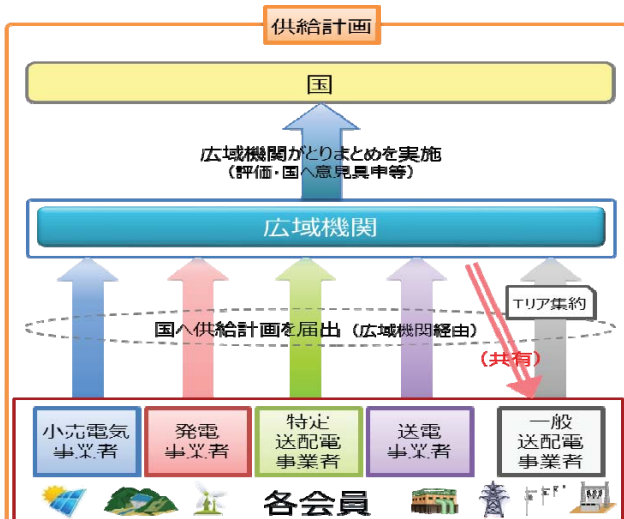 供給計画
国
広域機関がとりまとめを実施
(評価・国へ意見具申等)
広域機関
エリア集約
国へ供給計画を届出 (広域機関経由)
(共有)
小売電気
事業者
発電
事業者
特定
送配電
事業者
送電
事業者
一般
送配電
事業者
各会員